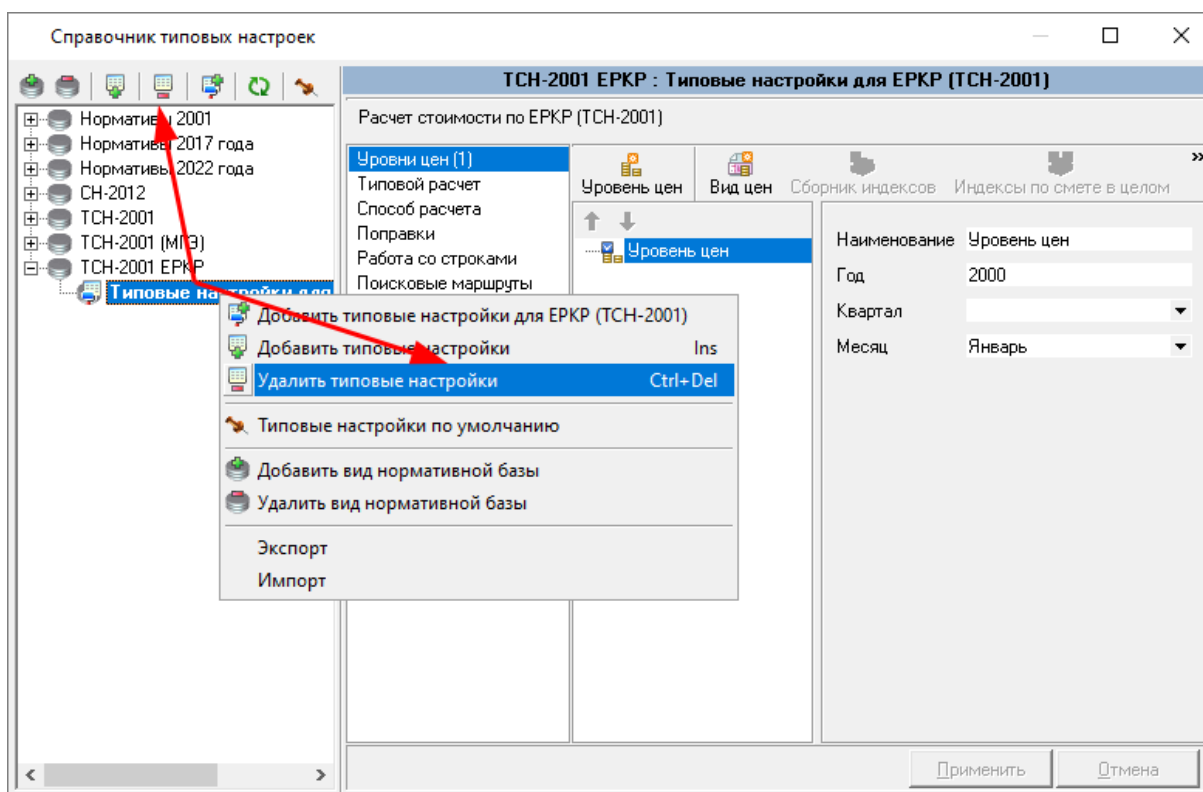 Справочник типовых настроек
ТСН-2001 ЕРКР : Типовые настройки для ЕРКР (ТСН-2001)
Нормативы 2001
Нормативы 2017 года
Нормативы 2022 года
СН-2012
ТСН-2001
ТСН-2001 (МГЭ)
ТСН-2001 ЕРКР
Типовые настройки для
Расчет стоимости по ЕРКР (ТСН-2001)
Уровни цен (1)
Типовой расчет
Способ расчета
Поправки
Работа со строками
Поисковые маршруты
Уровень цен
Вид цен
Сборник индексов
Индексы по смете в целом
»
Уровень цен
Наименование Уровень цен
Год 2000
Квартал
Месяц Январь
Добавить типовые настройки для ЕРКР (ТСН-2001)
Добавить типовые настройки Ins
Удалить типовые настройки Ctrl+Del
Типовые настройки по умолчанию
Добавить вид нормативной базы
Удалить вид нормативной базы
Экспорт
Импорт
Применить
Отмена